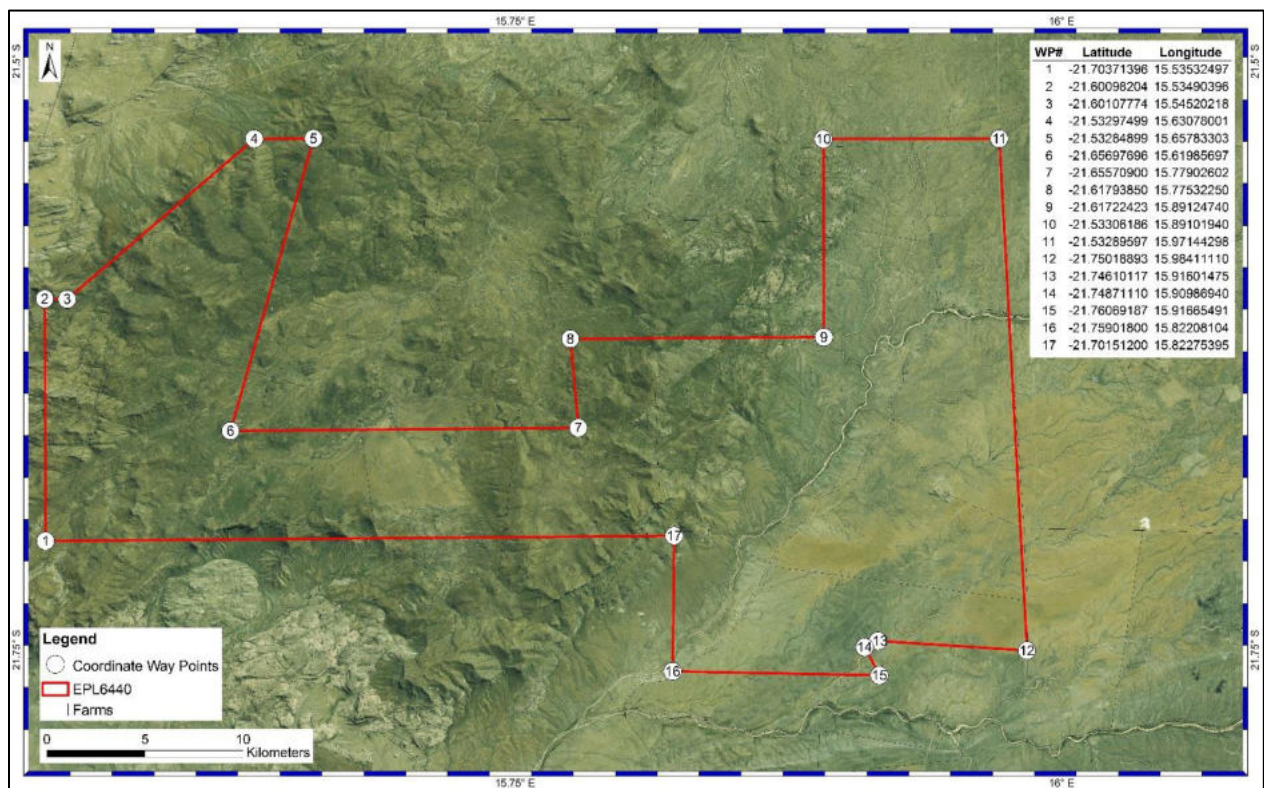 15.75° E
16° E
N
21.5° S
21.5° S
WP# Latitude Longitude
1 -21.70371396 15.53532497
2 -21.60098204 15.53490396
3 -21.60107774 15.54520218
4 -21.53297499 15.63078001
5 -21.53284899 15.65783303
6 -21.65697696 15.61985697
7 -21.65570900 15.77902602
8 -21.61793850 15.77532250
9 -21.61722423 15.89124740
10 -21.53306186 15.89101940
11 -21.53289597 15.97144298
12 -21.75018893 15.98411110
13 -21.74610117 15.91601475
14 -21.74871110 15.90986940
15 -21.76069187 15.91665491
16 -21.75901800 15.82208104
17 -21.70151200 15.82275395
4
5
10
11
2
3
8
9
6
7
1
17
13
14
12
16
15
21.75° S
21.75° S
Legend
Coordinate Way Points
EPL6440
Farms
0 5 10
Kilometers
15.75° E
16° E